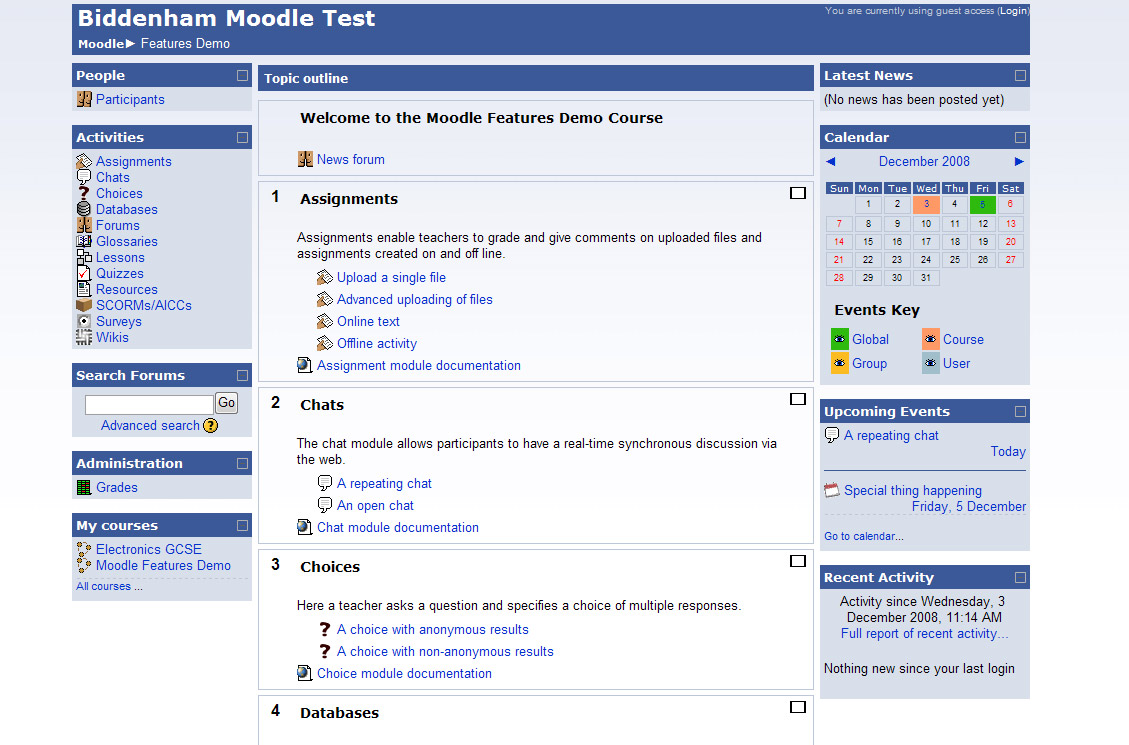 Biddenham Moodle Test
You are currently using guest access (Login)
Moodle► Features Demo
People
Participants
Activities
Assignments
Chats
Choices
Databases
Forums
Glossaries
Lessons
Quizzes
Resources
SCORMs/AICCs
Surveys
Wikis
Search Forums
Go
Advanced search ?
Administration
Grades
My courses
Electronics GCSE
Moodle Features Demo
All courses ...
Topic outline
Welcome to the Moodle Features Demo Course
News forum
1 Assignments
Assignments enable teachers to grade and give comments on uploaded files and
assignments created on and off line.
Upload a single file
Advanced uploading of files
Online text
Offline activity
Assignment module documentation
2 Chats
The chat module allows participants to have a real-time synchronous discussion via
the web.
A repeating chat
An open chat
Chat module documentation
3 Choices
Here a teacher asks a question and specifies a choice of multiple responses.
A choice with anonymous results
A choice with non-anonymous results
Choice module documentation
4 Databases
Latest News
(No news has been posted yet)
Calendar
◄ December 2008 ►
Sun Mon Tue Wed Thu Fri Sat
1 2 3 4 5 6
7 8 9 10 11 12 13
14 15 16 17 18 19 20
21 22 23 24 25 26 27
28 29 30 31
Events Key
Global Course
Group User
Upcoming Events
A repeating chat
Today
Special thing happening
Friday, 5 December
Go to calendar...
Recent Activity
Activity since Wednesday, 3
December 2008, 11:14 AM
Full report of recent activity...
Nothing new since your last login